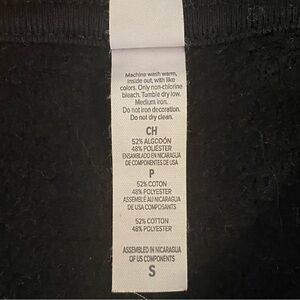 Machine wash warm,
inside out, with like
colors. Only non-chlorine
bleach. Tumble dry low.
Medium iron.
Do not iron decoration.
Do not dry clean.
CH
52% ALGODÓN
48% POLIÉSTER
ENSAMBLADO EN NICARAGUA
DE COMPONENTES DE USA
P
52% COTON
48% POLYESTER
ASSEMBLÉ AU NICARAGUA
DE USA COMPOSANTS
52% COTTON
48% POLYESTER
ASSEMBLED IN NICARAGUA
OF US COMPONENTS
S